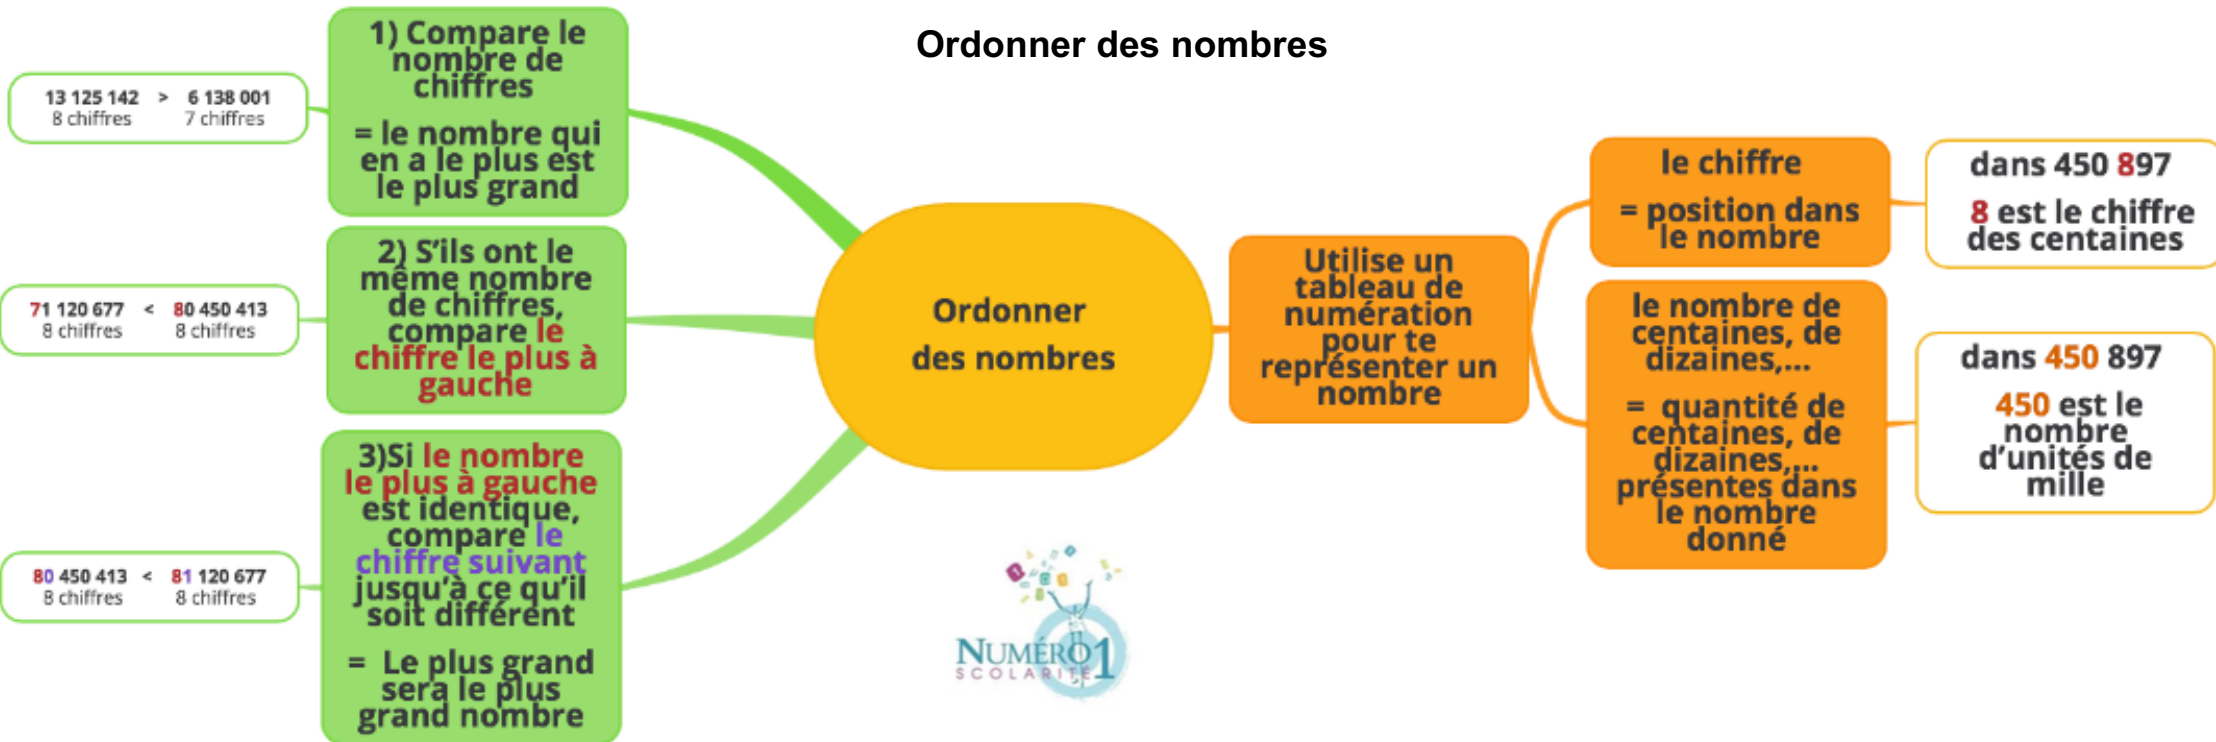 Ordonner des nombres
1) Compare le
nombre de
chiffres
= le nombre qui
en a le plus est
le plus grand
13 125 142 > 6 138 001
8 chiffres 7 chiffres
2) S'ils ont le
même nombre
de chiffres,
compare le
chiffre le plus à
gauche
71 120 677 < 80 450 413
8 chiffres 8 chiffres
3)Si le nombre
le plus à gauche
est identique,
compare le
chiffre suivant
jusqu'à ce qu'il
soit différent
= Le plus grand
sera le plus
grand nombre
80 450 413 < 81 120 677
8 chiffres 8 chiffres
Ordonner
des nombres
Utilise un
tableau de
numération
pour te
représenter un
nombre
le chiffre
= position dans
le nombre
dans 450 897
8 est le chiffre
des centaines
le nombre de
centaines, de
dizaines,...
= quantité de
centaines, de
dizaines,...
présentes dans
le nombre
donné
dans 450 897
450 est le
nombre
d'unités de
mille
NUMÉRO1
SCOLARITÉ